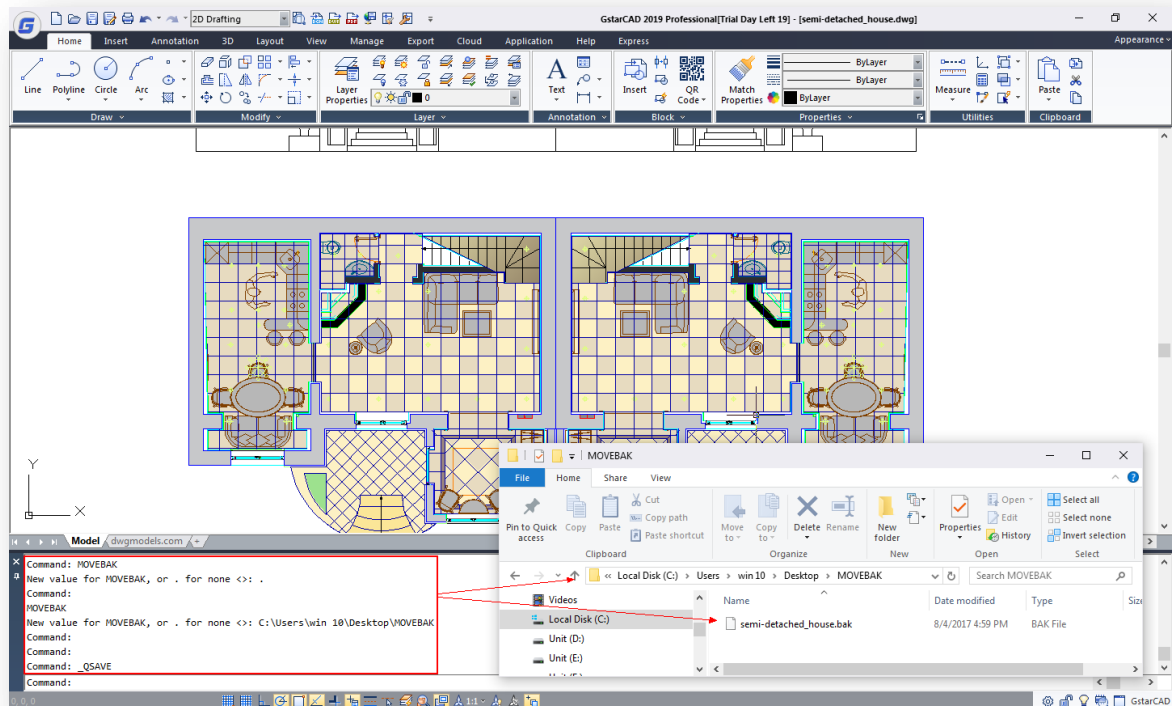 2D Drafting
GstarCAD 2019 Professional[Trial Day Left 19] - [semi-detached_house.dwg]
Home Insert Annotation 3D Layout View Manage Export Cloud Application Help Express Appearance
Line Polyline Circle Arc
Layer Properties
0
Text
Insert
QR Code
Match Properties
ByLayer
ByLayer
ByLayer
Measure
Paste
Draw Modify Layer Annotation Block Properties Utilities Clipboard
Y
X
Model dwgmodels.com +
Command: MOVEBAK
New value for MOVEBAK, or . for none <>: .
Command:
MOVEBAK
New value for MOVEBAK, or . for none <>: C:\Users\win 10\Desktop\MOVEBAK
Command:
Command:
Command: _QSAVE
Command:
MOVEBAK
File Home Share View
Pin to Quick access
Copy
Paste
Cut
Copy path
Paste shortcut
Move to
Copy to
Delete
Rename
New folder
Properties
Open
Edit
History
Select all
Select none
Invert selection
Clipboard Organize New Open Select
« Local Disk (C:) > Users > win 10 > Desktop > MOVEBAK
Search MOVEBAK
Videos
Local Disk (C:)
Unit (D:)
Unit (E:)
Name Date modified Type Size
semi-detached_house.bak 8/4/2017 4:59 PM BAK File
0, 0, 0
1:1
GstarCAD